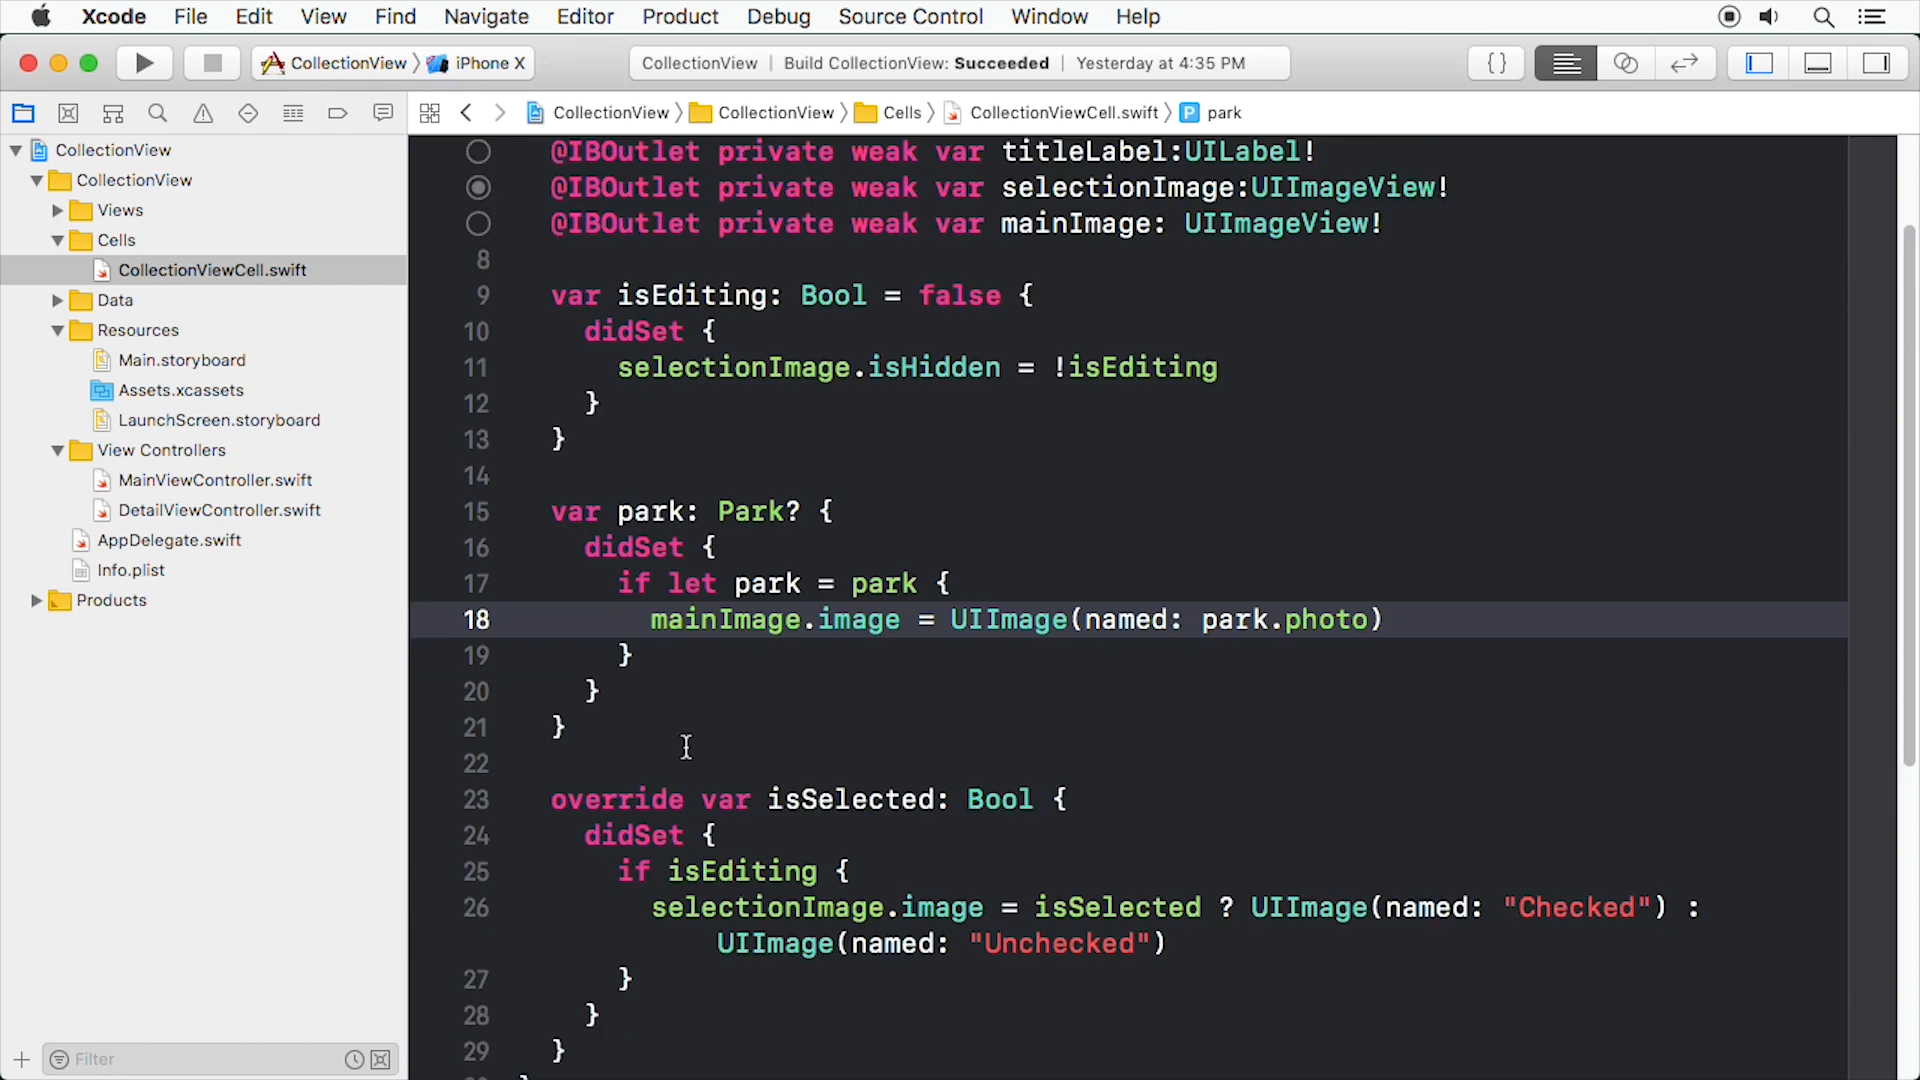 Xcode File Edit View Find Navigate Editor Product Debug Source Control Window Help
CollectionView iPhone X
CollectionView | Build CollectionView: Succeeded | Yesterday at 4:35 PM
{ }
CollectionView CollectionView Cells CollectionViewCell.swift P park
CollectionView
CollectionView
Views
Cells
CollectionViewCell.swift
Data
Resources
Main.storyboard
Assets.xcassets
LaunchScreen.storyboard
View Controllers
MainViewController.swift
DetailViewController.swift
AppDelegate.swift
Info.plist
Products
Filter
@IBOutlet private weak var titleLabel:UILabel!
@IBOutlet private weak var selectionImage:UIImageView!
@IBOutlet private weak var mainImage: UIImageView!
8
9 var isEditing: Bool = false {
10 didSet {
11 selectionImage.isHidden = !isEditing
12 }
13 }
14
15 var park: Park? {
16 didSet {
17 if let park = park {
18 mainImage.image = UIImage(named: park.photo)
19 }
20 }
21 }
22
23 override var isSelected: Bool {
24 didSet {
25 if isEditing {
26 selectionImage.image = isSelected ? UIImage(named: "Checked") :
UIImage(named: "Unchecked")
27 }
28 }
29 }